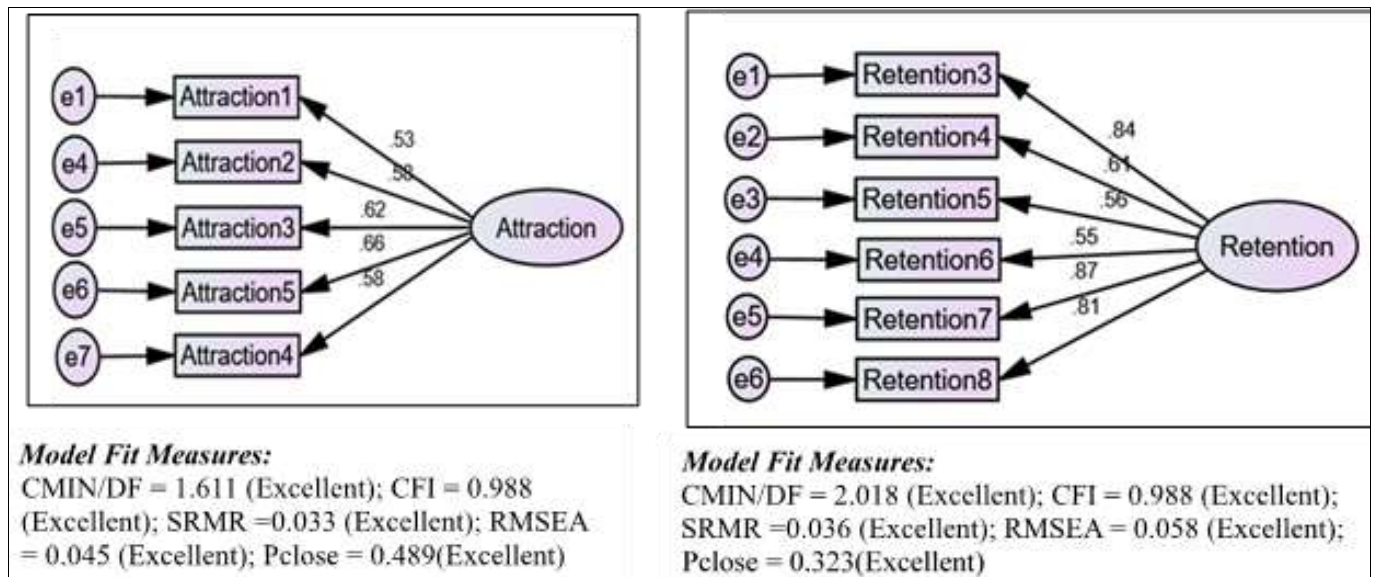 e1
Attraction1
e4
Attraction2
e5
Attraction3
e6
Attraction5
e7
Attraction4
.53
.58
.62
.66
.58
Attraction
Model Fit Measures:
CMIN/DF = 1.611 (Excellent); CFI = 0.988
(Excellent); SRMR =0.033 (Excellent); RMSEA
= 0.045 (Excellent); Pclose = 0.489(Excellent)
e1
Retention3
e2
Retention4
e3
Retention5
e4
Retention6
e5
Retention7
e6
Retention8
.84
.61
.56
.55
.87
.81
Retention
Model Fit Measures:
CMIN/DF = 2.018 (Excellent); CFI = 0.988 (Excellent);
SRMR =0.036 (Excellent); RMSEA = 0.058 (Excellent);
Pclose = 0.323(Excellent)